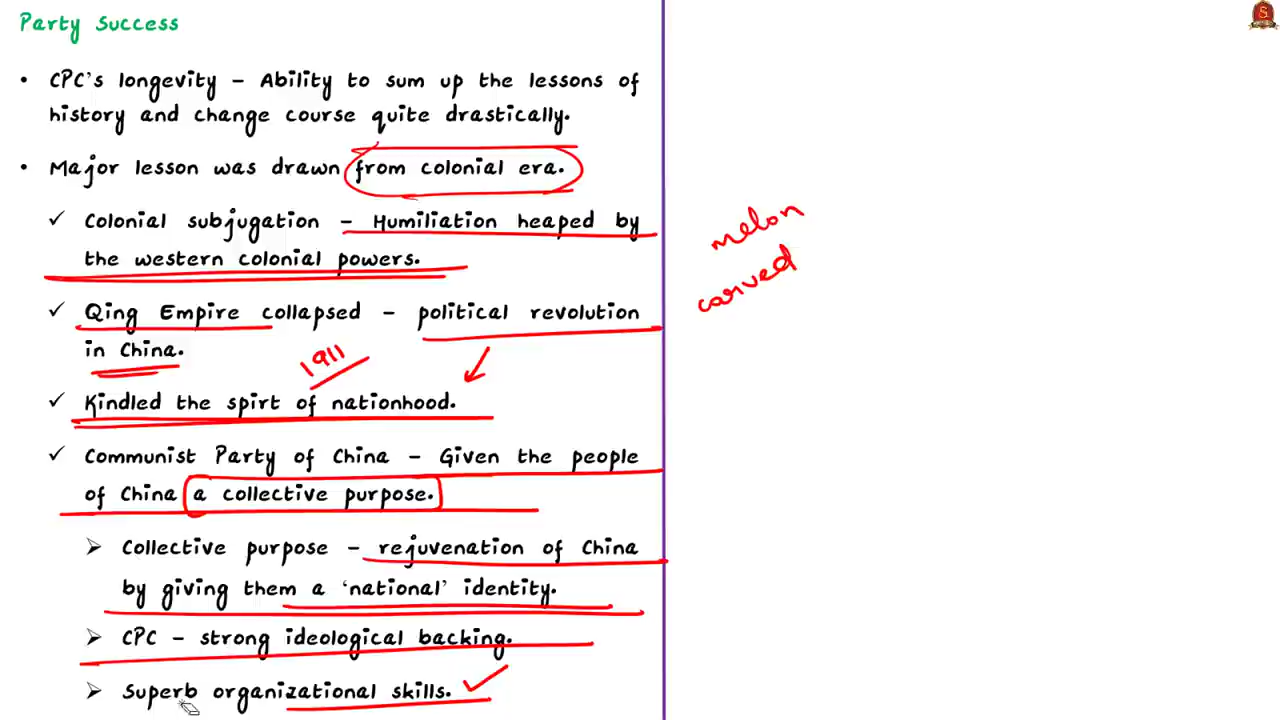 Party Success
• CPC's longevity – Ability to sum up the lessons of
history and change course quite drastically.
• Major lesson was drawn from colonial era.
✓ Colonial subjugation – Humiliation heaped by
the western colonial powers.
✓ Qing Empire collapsed – political revolution
in China.
1911
✓ Kindled the spirt of nationhood.
✓ Communist Party of China – Given the people
of China a collective purpose.
➤ Collective purpose – rejuvenation of China
by giving them a 'national' identity.
➤ CPC – strong ideological backing.
➤ Superb organizational skills.
melon
carved